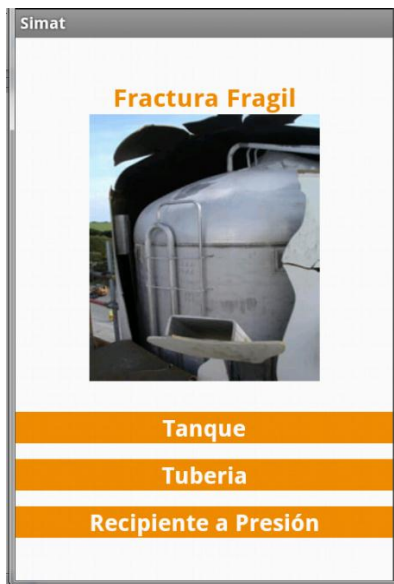 Simat
Fractura Fragil
Tanque
Tuberia
Recipiente a Presión